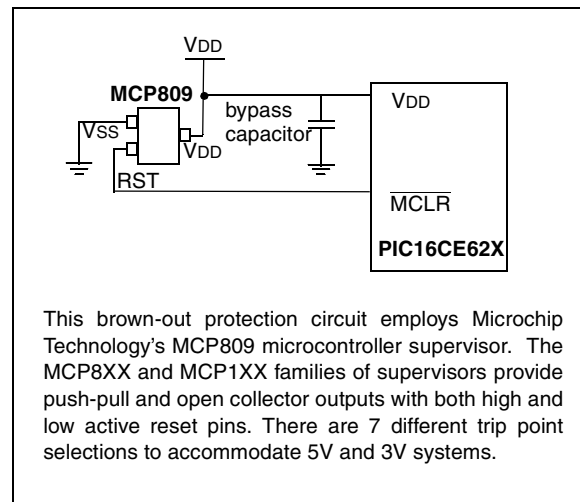 VDD
MCP809
bypass
capacitor
VDD
VSS
VDD
RST
MCLR
PIC16CE62X
This brown-out protection circuit employs Microchip
Technology's MCP809 microcontroller supervisor. The
MCP8XX and MCP1XX families of supervisors provide
push-pull and open collector outputs with both high and
low active reset pins. There are 7 different trip point
selections to accommodate 5V and 3V systems.